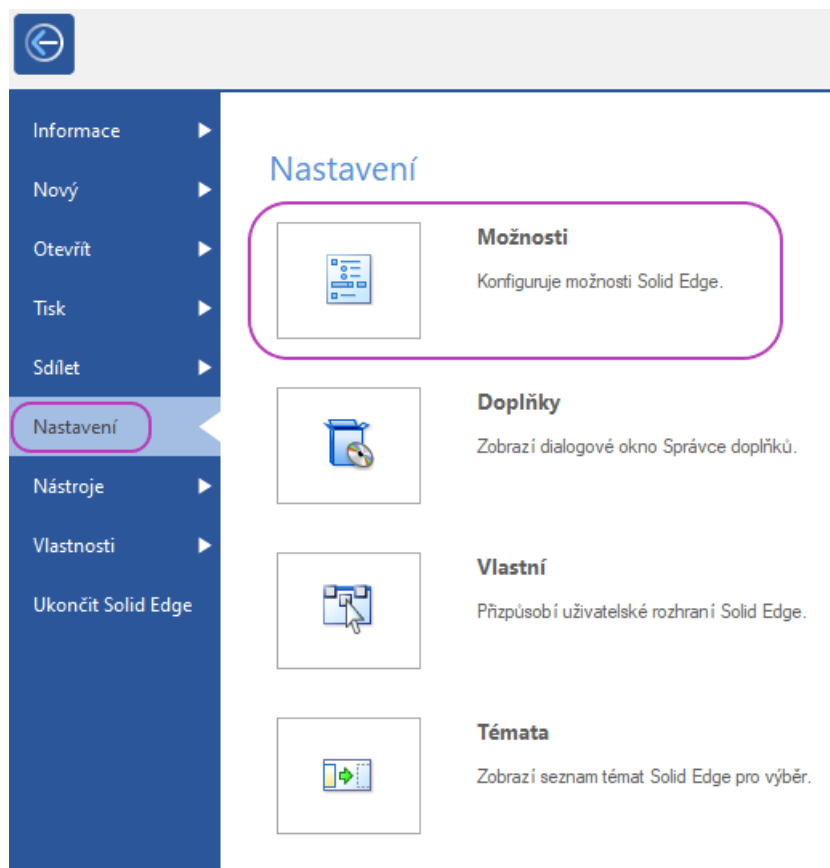 Informace
Nový
Otevřít
Tisk
Sdílet
Nastavení
Nástroje
Vlastnosti
Ukončit Solid Edge
Nastavení
Možnosti
Konfiguruje možnosti Solid Edge.
Doplňky
Zobrazí dialogové okno Správce doplňků.
Vlastní
Přizpůsobí uživatelské rozhraní Solid Edge.
Témata
Zobrazí seznam témat Solid Edge pro výběr.